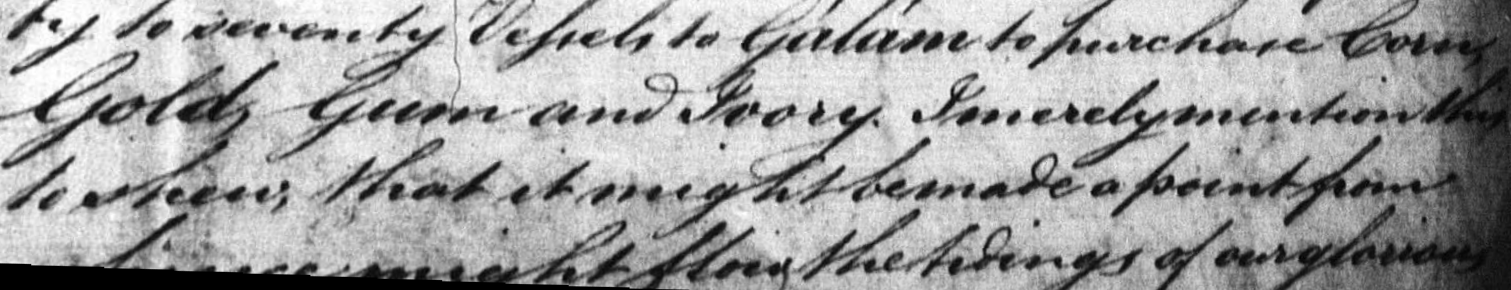 ty to seventy Vessels to Galam to purchase Corn,
Gold, Gum and Ivory. I merely mention this
to shew, that it might be made a point from
might flow, the tidings of our glorious